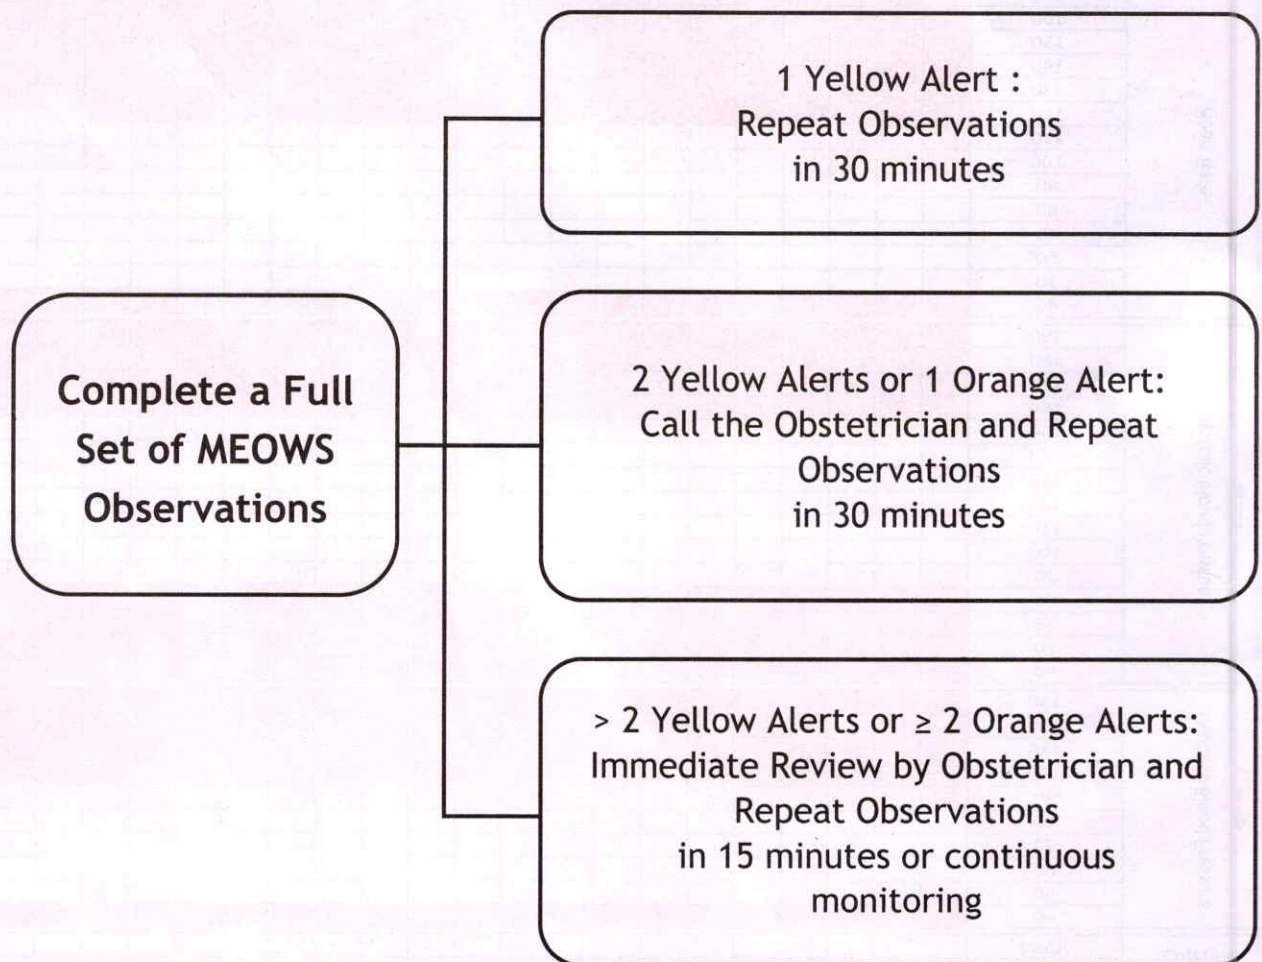 1 Yellow Alert :
Repeat Observations
in 30 minutes
Complete a Full
Set of MEOWS
Observations
2 Yellow Alerts or 1 Orange Alert:
Call the Obstetrician and Repeat
Observations
in 30 minutes
> 2 Yellow Alerts or ≥ 2 Orange Alerts:
Immediate Review by Obstetrician and
Repeat Observations
in 15 minutes or continuous
monitoring